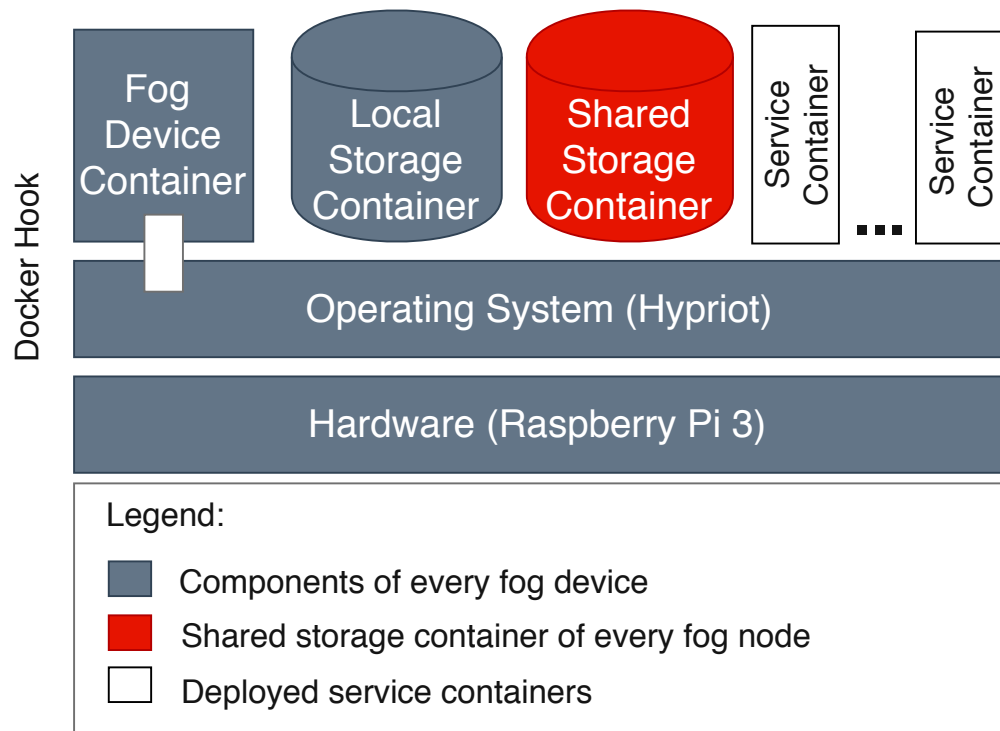 Fog
Device
Container
Local
Storage
Container
Shared
Storage
Container
Service
Container
...
Service
Container
Docker Hook
Operating System (Hypriot)
Hardware (Raspberry Pi 3)
Legend:
Components of every fog device
Shared storage container of every fog node
Deployed service containers